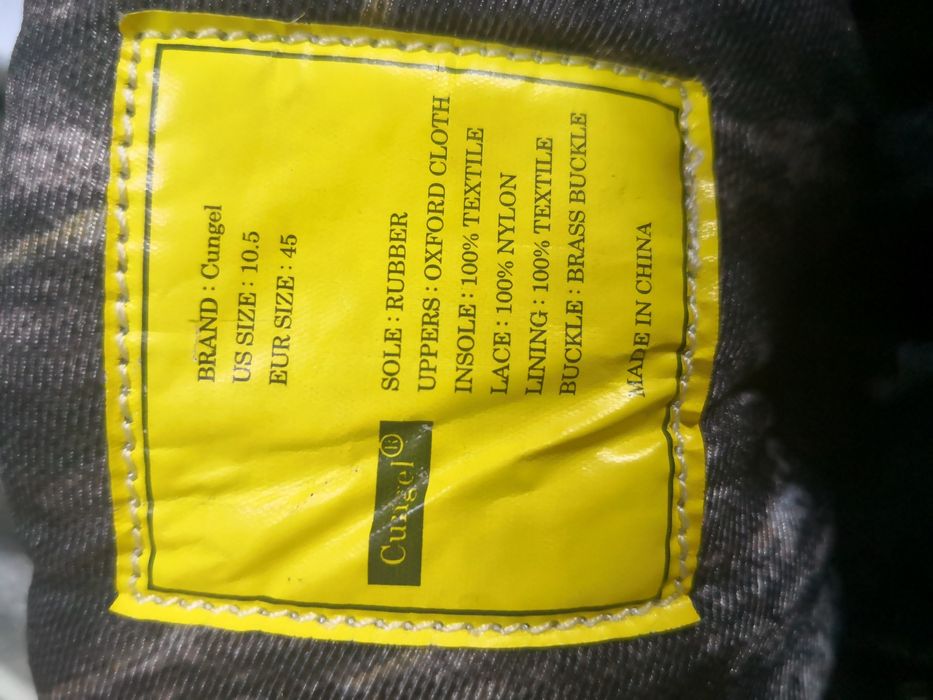 BRAND : Cungel
US SIZE : 10.5
EUR SIZE : 45
Cungel®
SOLE : RUBBER
UPPERS : OXFORD CLOTH
INSOLE : 100% TEXTILE
LACE : 100% NYLON
LINING : 100% TEXTILE
BUCKLE : BRASS BUCKLE
MADE IN CHINA